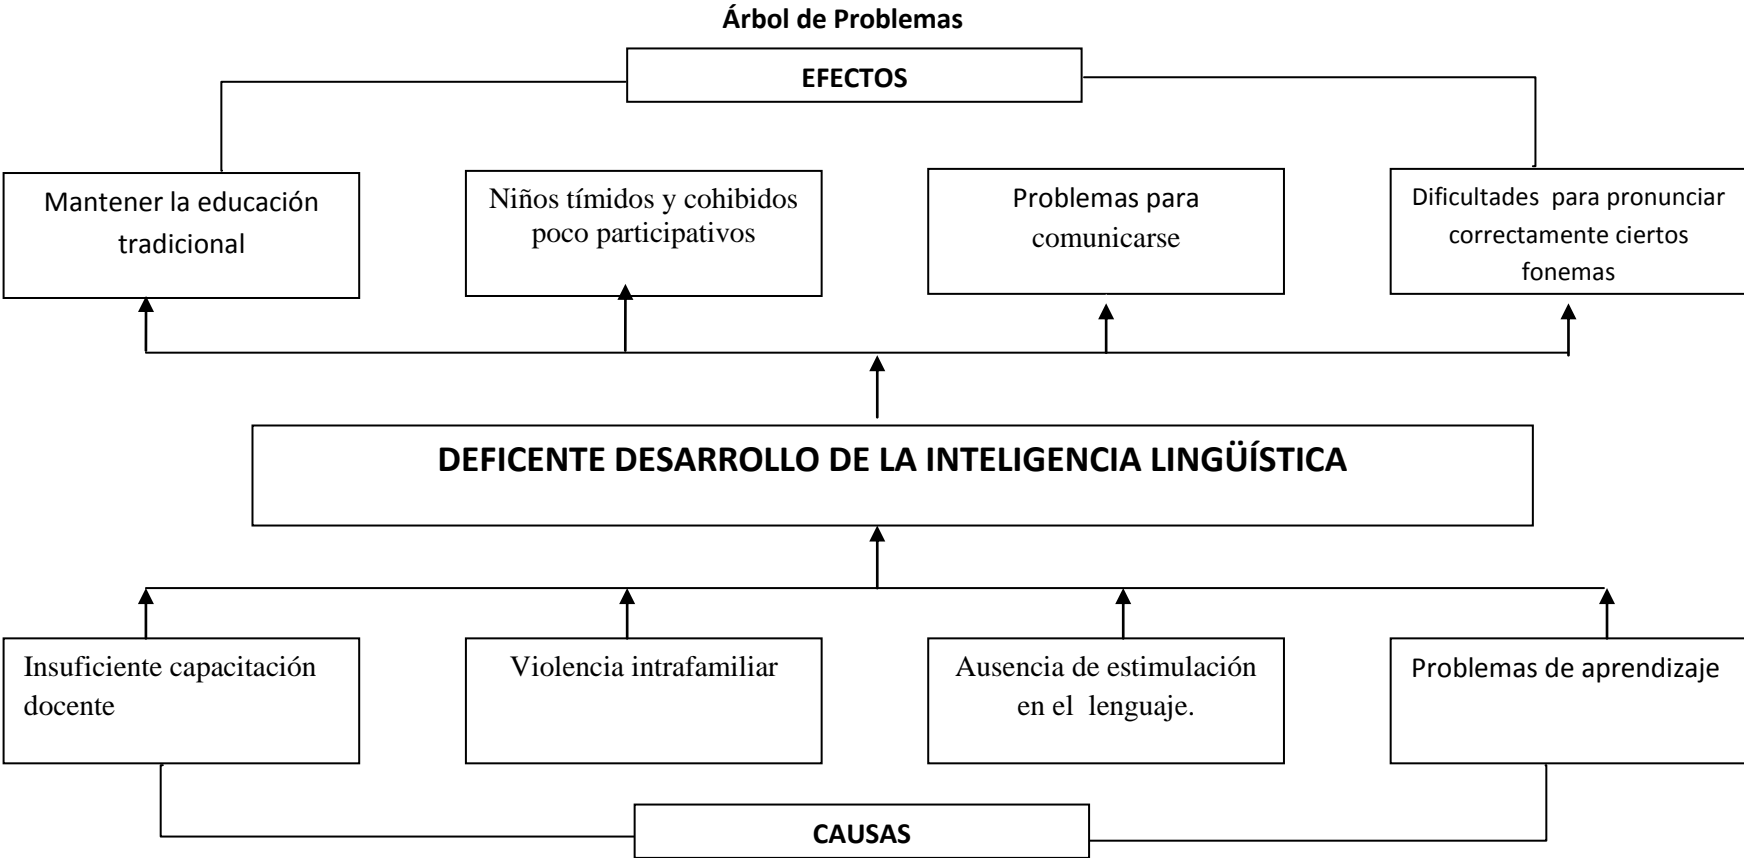 Árbol de Problemas
EFECTOS
Mantener la educación
tradicional
Niños tímidos y cohibidos
poco participativos
Problemas para
comunicarse
Dificultades  para pronunciar
correctamente ciertos
fonemas
DEFICENTE DESARROLLO DE LA INTELIGENCIA LINGÜÍSTICA
Insuficiente capacitación
docente
Violencia intrafamiliar
Ausencia de estimulación
en el  lenguaje.
Problemas de aprendizaje
CAUSAS